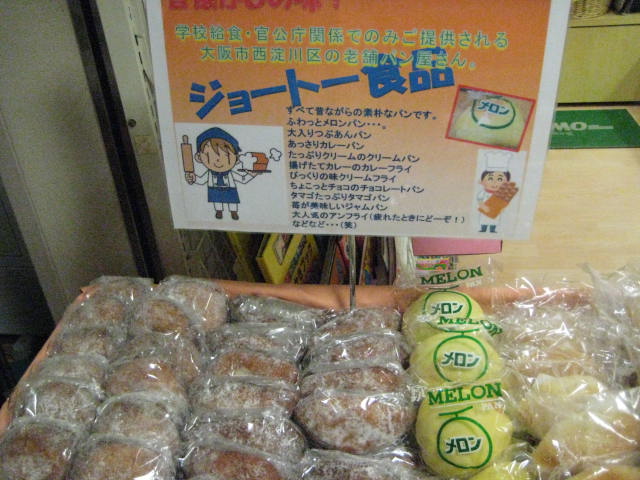 学校給食・官公庁関係でのみご提供される
大阪市西淀川区の老舗パン屋さん。
ジョートー食品
すべて昔ながらの素朴なパンです。
ふわっとメロンパン・・・。
大入りつぶあんパン
あっさりカレーパン
たっぷりクリームのクリームパン
揚げたてカレーのカレーフライ
びっくりの味クリームフライ
ちょこっとチョコのチョコレートパン
タマゴたっぷりタマゴパン
苺が美味しいジャムパン
大人気のアンフライ(疲れたときにどーぞ！)
などなど・・・(笑)
メロン
MO
MELON
メロン
MELON
メロン
MELON
メロン